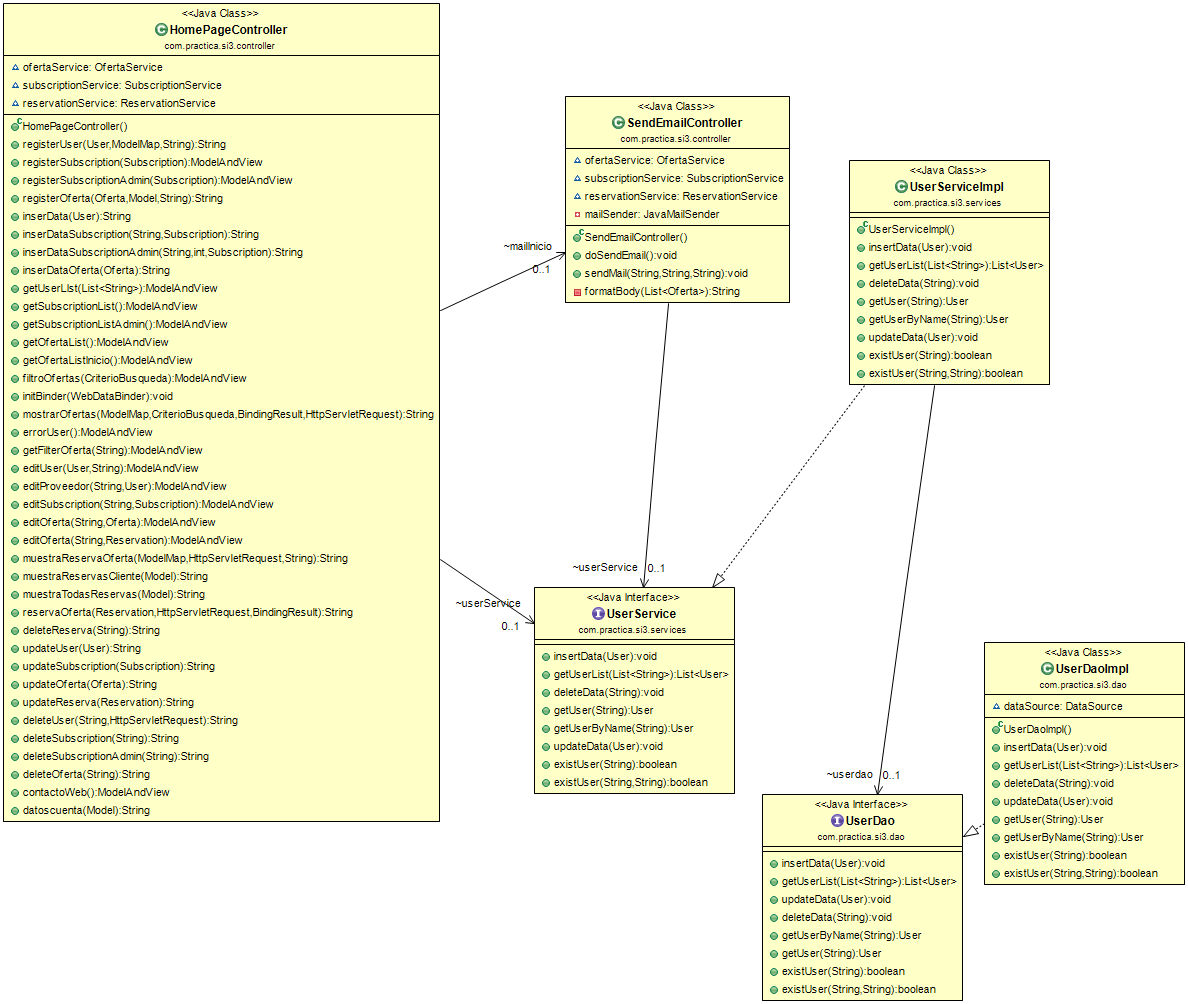 <<Java Class>>
HomePageController
com.practica.si3.controller
ofertaService: OfertaService
subscriptionService: SubscriptionService
reservationService: ReservationService
HomePageController()
registerUser(User,ModelMap,String):String
registerSubscription(Subscription):ModelAndView
registerSubscriptionAdmin(Subscription):ModelAndView
registerOferta(Oferta,Model,String):String
inserData(User):String
inserDataSubscription(String,Subscription):String
inserDataSubscriptionAdmin(String,int,Subscription):String
inserDataOferta(Oferta):String
getUserLIst(List<String>):ModelAndView
getSubscriptionList():ModelAndView
getSubscriptionListAdmin():ModelAndView
getOfertaList():ModelAndView
getOfertaListInicio():ModelAndView
filtroOfertas(CriterioBusqueda):ModelAndView
initBinder(WebDataBinder):void
mostrarOfertas(ModelMap,CriterioBusqueda,BindingResult,HttpServletRequest):String
errorUser():ModelAndView
getFilterOferta(String):ModelAndView
editUser(User,String):ModelAndView
editProveedor(String,User):ModelAndView
editSubscription(String,Subscription):ModelAndView
editOferta(String,Oferta):ModelAndView
editOferta(String,Reservation):ModelAndView
muestraReservaOferta(ModelMap,HttpServletRequest,String):String
muestraReservasCliente(Model):String
muestraTodasReservas(Model):String
reservaOferta(Reservation,HttpServletRequest,BindingResult):String
deleteReserva(String):String
updateUser(User):String
updateSubscription(Subscription):String
updateOferta(Oferta):String
updateReserva(Reservation):String
deleteUser(String,HttpServletRequest):String
deleteSubscription(String):String
deleteSubscriptionAdmin(String):String
deleteOferta(String):String
contactoWeb():ModelAndView
datoscuenta(Model):String
~mailInicio
0..1
~userService
0..1
<<Java Class>>
SendEmailController
com.practica.si3.controller
ofertaService: OfertaService
subscriptionService: SubscriptionService
reservationService: ReservationService
mailSender: JavaMailSender
SendEmailController()
doSendEmail():void
sendMail(String,String,String):void
formatBody(List<Oferta>):String
~userService
0..1
<<Java Interface>>
UserService
com.practica.si3.services
insertData(User):void
getUserList(List<String>):List<User>
deleteData(String):void
getUser(String):User
getUserByName(String):User
updateData(User):void
existUser(String):boolean
existUser(String,String):boolean
<<Java Class>>
UserServiceImpl
com.practica.si3.services
UserServiceImpl()
insertData(User):void
getUserList(List<String>):List<User>
deleteData(String):void
getUser(String):User
getUserByName(String):User
updateData(User):void
existUser(String):boolean
existUser(String,String):boolean
~userdao
0..1
<<Java Interface>>
UserDao
com.practica.si3.dao
insertData(User):void
getUserList(List<String>):List<User>
updateData(User):void
deleteData(String):void
getUserByName(String):User
getUser(String):User
existUser(String):boolean
existUser(String,String):boolean
<<Java Class>>
UserDaoImpl
com.practica.si3.dao
dataSource: DataSource
UserDaoImpl()
insertData(User):void
getUserList(List<String>):List<User>
deleteData(String):void
updateData(User):void
getUser(String):User
getUserByName(String):User
existUser(String):boolean
existUser(String,String):boolean